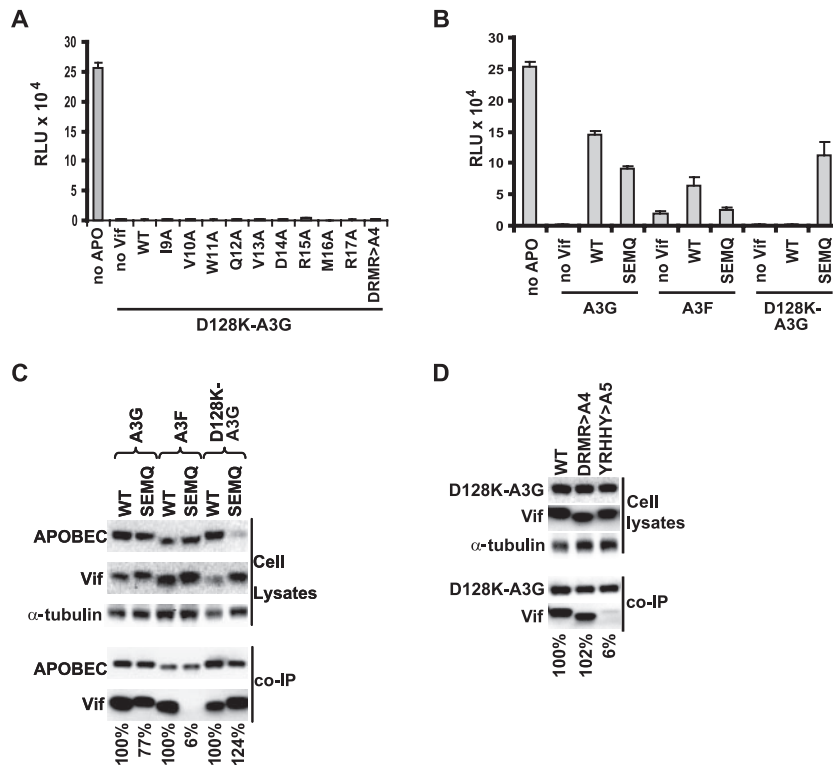 A
RLU x 10⁴
30
25
20
15
10
5
0
no APO
no Vif
WT
I9A
V10A
W11A
Q12A
V13A
D14A
R15A
M16A
R17A
DRMR>A4
D128K-A3G
B
RLU x 10⁴
30
25
20
15
10
5
0
no APO
no Vif
WT
SEMQ
no Vif
WT
SEMQ
no Vif
WT
SEMQ
A3G
A3F
D128K-
A3G
C
A3G
A3F
D128K-
A3G
WT
SEMQ
WT
SEMQ
WT
SEMQ
APOBEC
Vif
α-tubulin
Cell
Lysates
APOBEC
Vif
co-IP
100%
77%
100%
6%
100%
124%
D
WT
DRMR>A4
YRHHY>A5
D128K-A3G
Vif
α-tubulin
Cell
lysates
D128K-A3G
Vif
co-IP
100%
102%
6%